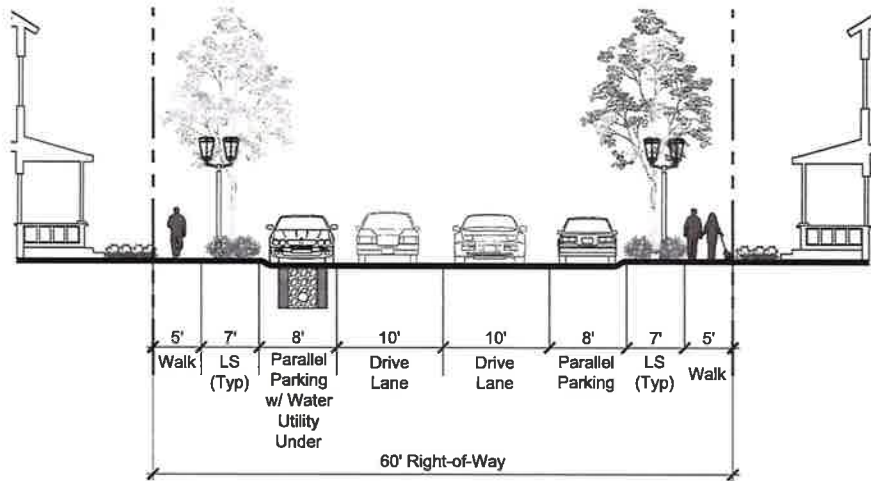 5' 7' 8' 10' 10' 8' 7' 5'
Walk
LS
(Typ)
Parallel
Parking
w/ Water
Utility
Under
Drive
Lane
Drive
Lane
Parallel
Parking
LS
(Typ)
Walk
60' Right-of-Way